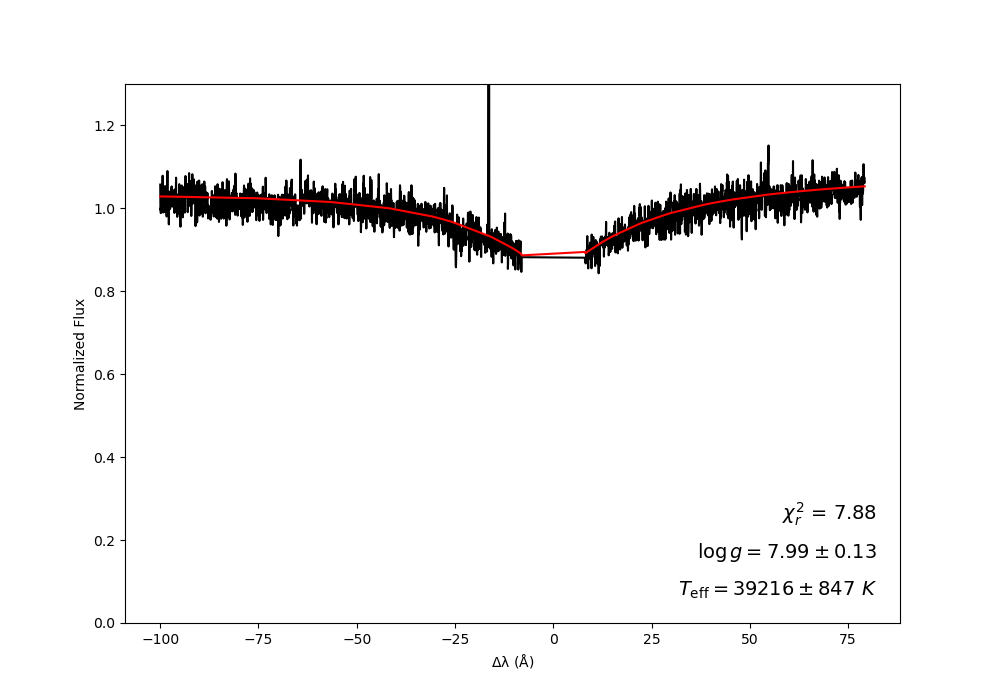 1.2
1.0
0.8
0.6
0.4
0.2
0.0
Normalized Flux
χ²ᵣ = 7.88
log g = 7.99 ± 0.13
T_eff = 39216 ± 847 K
−100 −75 −50 −25 0 25 50 75
Δλ (Å)